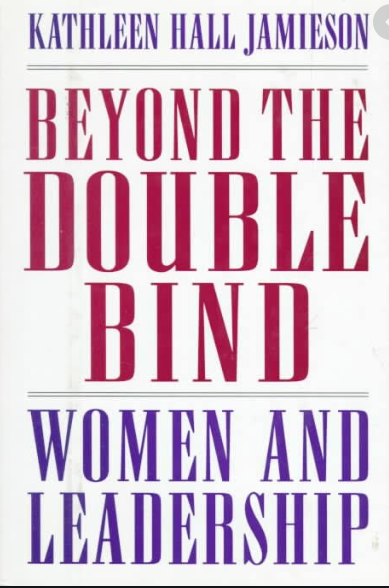 KATHLEEN HALL JAMIESON
BEYOND THE
DOUBLE
BIND
WOMEN AND
LEADERSHIP